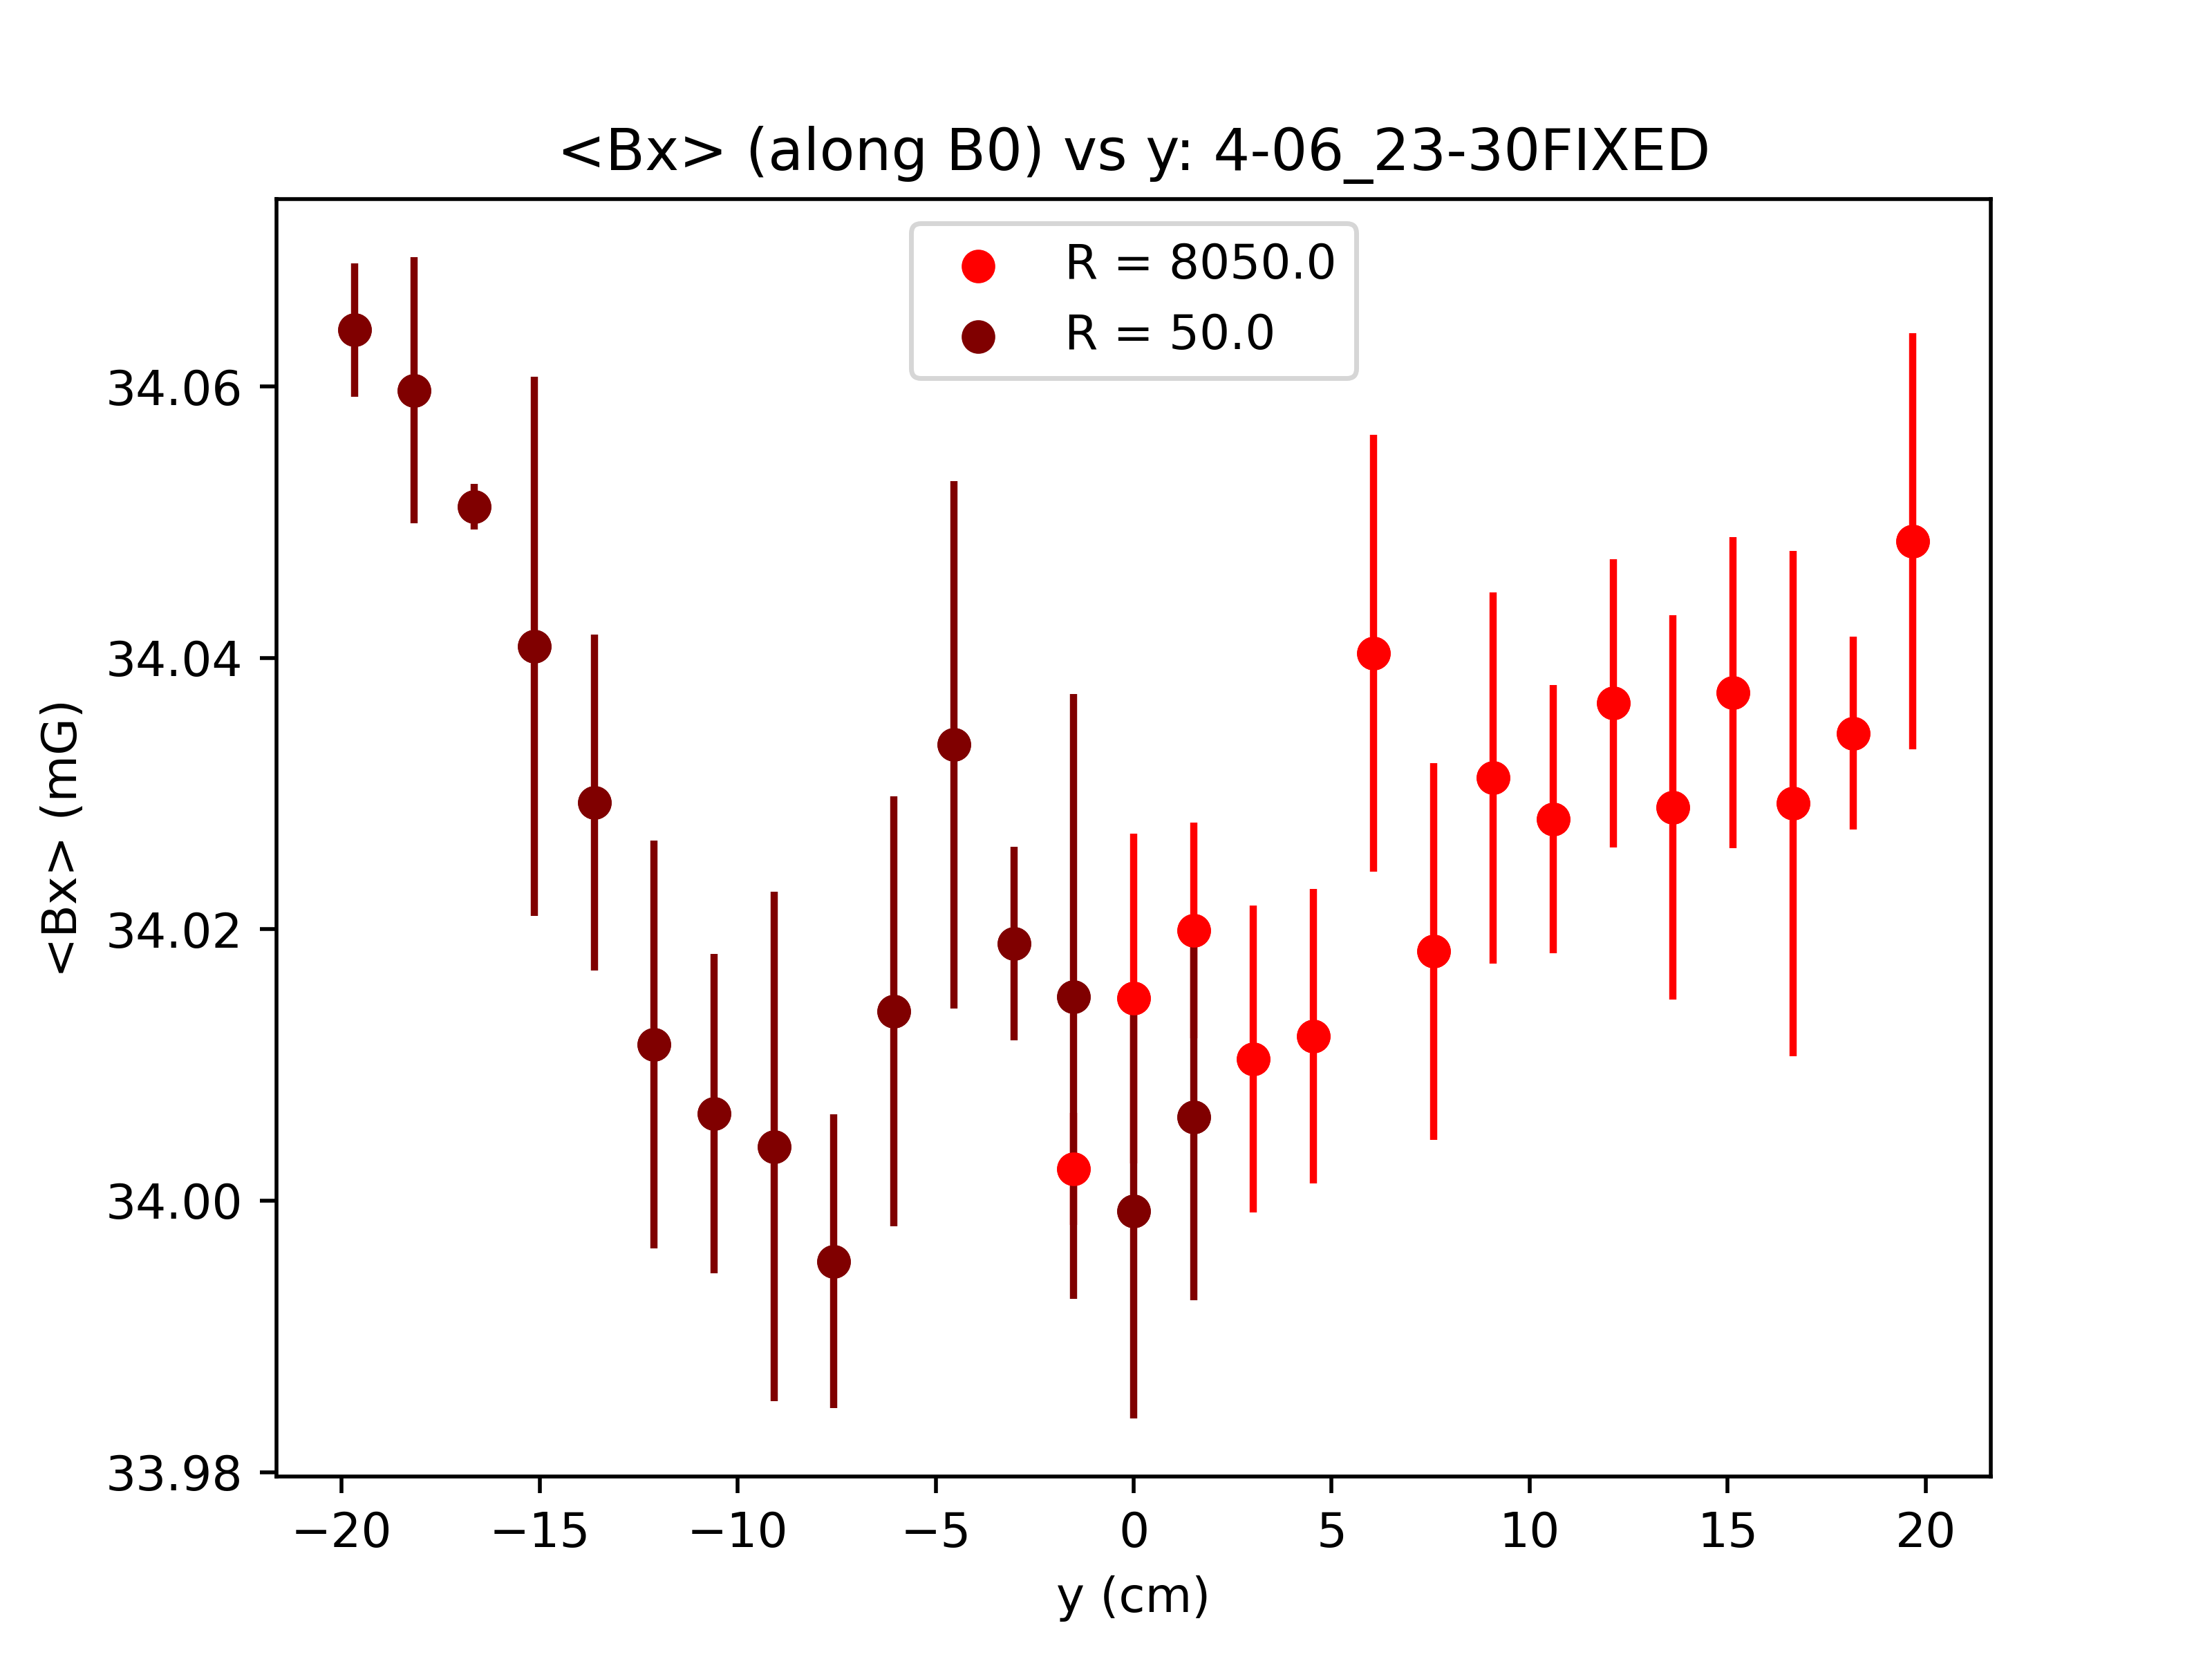 <Bx> (along B0) vs y: 4-06_23-30FIXED
R = 8050.0
R = 50.0
34.06
34.04
34.02
34.00
33.98
<Bx> (mG)
−20 −15 −10 −5 0 5 10 15 20
y (cm)